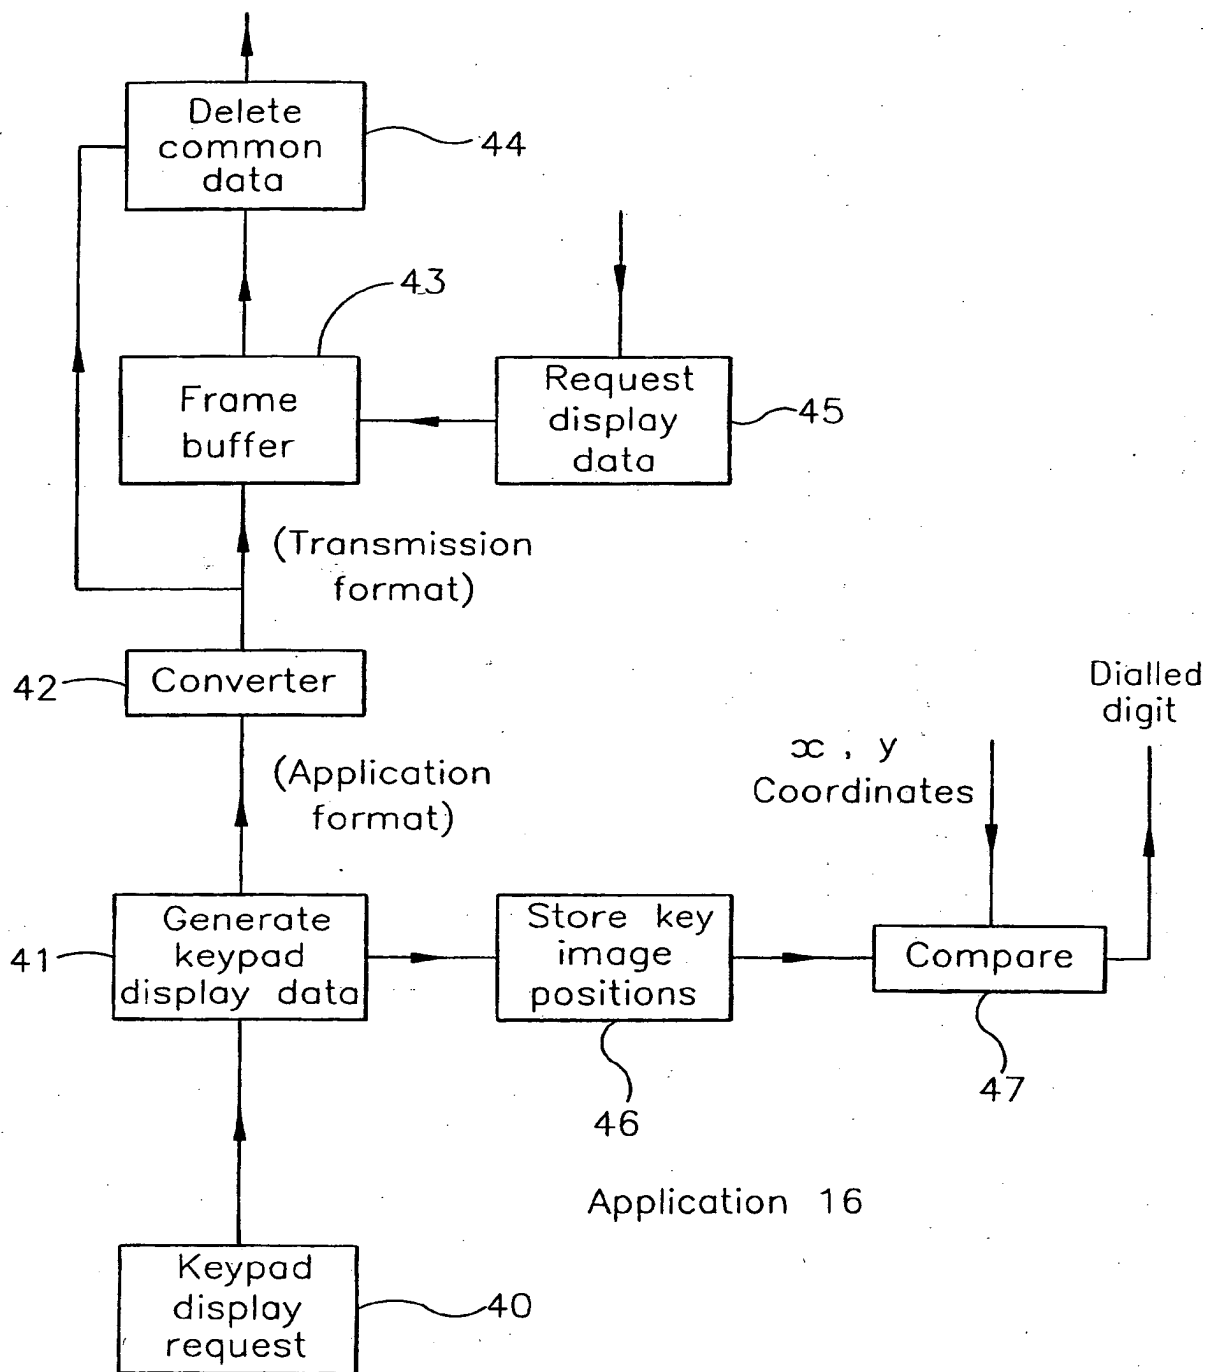 Delete
common
data
44
43
Frame
buffer
Request
display
data
45
(Transmission
format)
42
Converter
(Application
format)
x , y
Coordinates
Dialled
digit
41
Generate
keypad
display data
Store key
image
positions
Compare
46
47
Application 16
Keypad
display
request
40